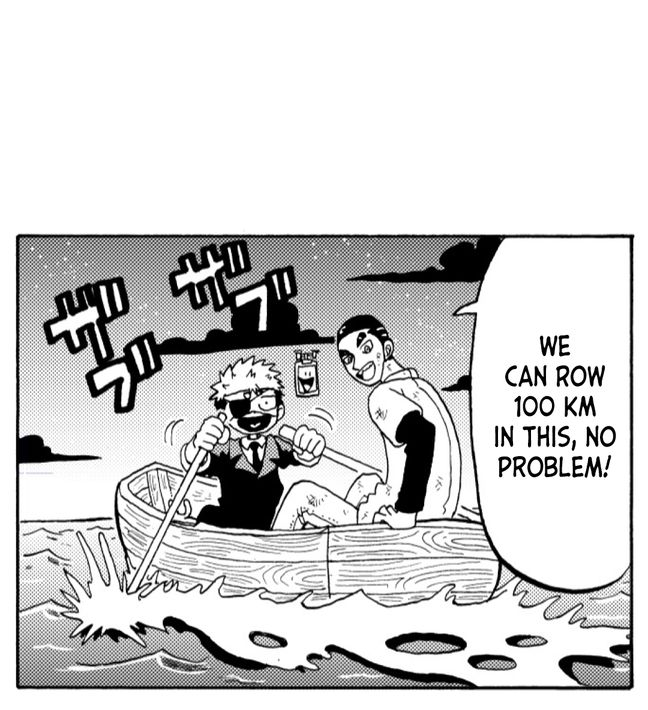 ザブ
ザブ
WE
CAN ROW
100 KM
IN THIS, NO
PROBLEM!